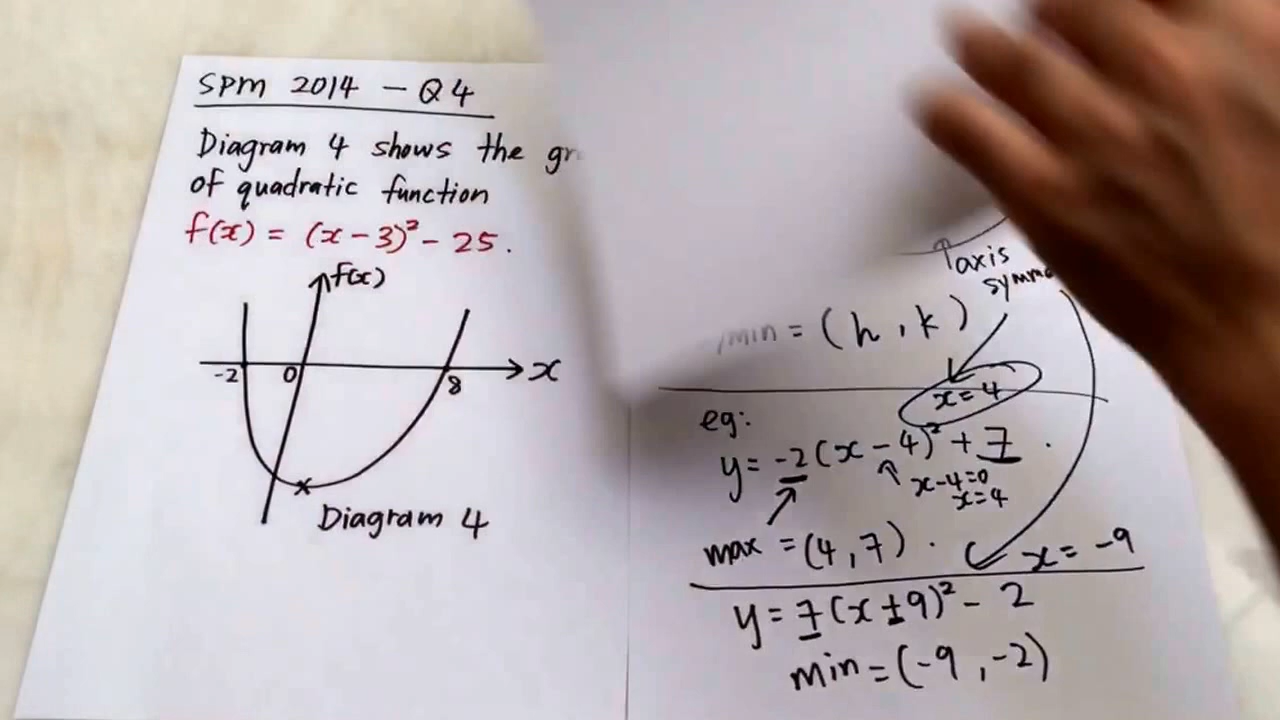 SPM 2014 - Q4
Diagram 4 shows the
of quadratic function
f(x) = (x-3)² - 25.
f(x)
-2 0 8 x
Diagram 4
axis
min = (h, k)
x=4
eg:
y = -2(x-4)² + 7.
x-4=0
x=4
max = (4,7).
x = -9
y = 7(x+9)² - 2
min = (-9, -2)